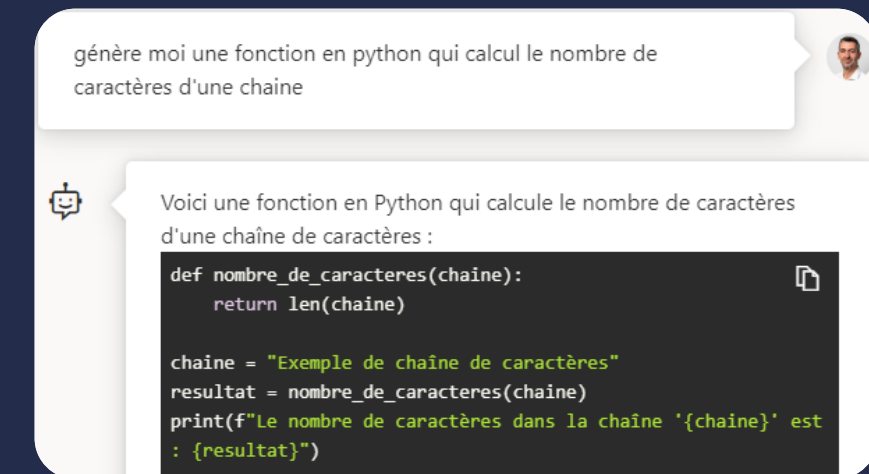 génère moi une fonction en python qui calcul le nombre de
caractères d'une chaine
Voici une fonction en Python qui calcule le nombre de caractères
d'une chaîne de caractères :
def nombre_de_caracteres(chaine):
    return len(chaine)
chaine = "Exemple de chaîne de caractères"
resultat = nombre_de_caracteres(chaine)
print(f"Le nombre de caractères dans la chaîne '{chaine}' est
: {resultat}")